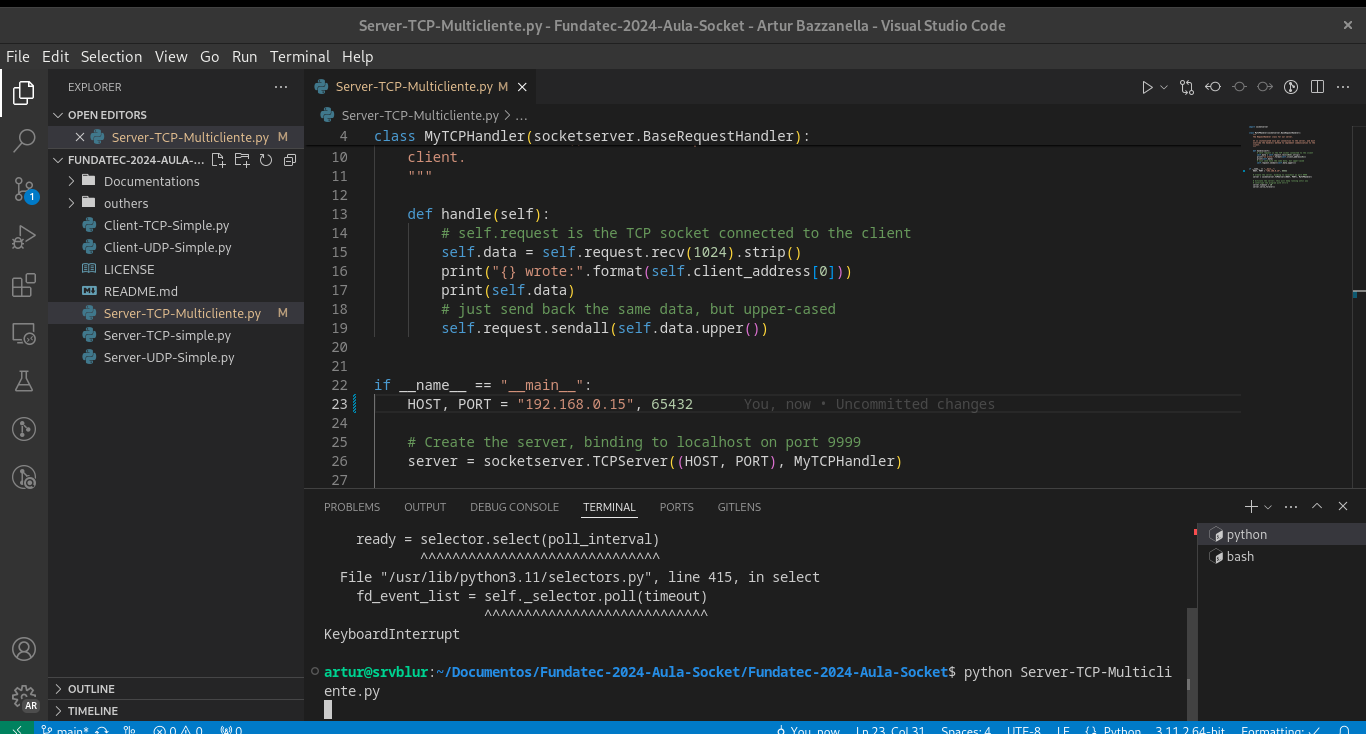 Server-TCP-Multicliente.py - Fundatec-2024-Aula-Socket - Artur Bazzanella - Visual Studio Code
File Edit Selection View Go Run Terminal Help
EXPLORER
OPEN EDITORS
Server-TCP-Multicliente.py M
FUNDATEC-2024-AULA-...
Documentations
outhers
Client-TCP-Simple.py
Client-UDP-Simple.py
LICENSE
README.md
Server-TCP-Multicliente.py M
Server-TCP-simple.py
Server-UDP-Simple.py
OUTLINE
TIMELINE
1
AR
Server-TCP-Multicliente.py M
Server-TCP-Multicliente.py > ...
4 class MyTCPHandler(socketserver.BaseRequestHandler):
10 client.
11 """
12
13 def handle(self):
14 # self.request is the TCP socket connected to the client
15 self.data = self.request.recv(1024).strip()
16 print("{} wrote:".format(self.client_address[0]))
17 print(self.data)
18 # just send back the same data, but upper-cased
19 self.request.sendall(self.data.upper())
20
21
22 if __name__ == "__main__":
23 HOST, PORT = "192.168.0.15", 65432 You, now • Uncommitted changes
24
25 # Create the server, binding to localhost on port 9999
26 server = socketserver.TCPServer((HOST, PORT), MyTCPHandler)
27
PROBLEMS OUTPUT DEBUG CONSOLE TERMINAL PORTS GITLENS
ready = selector.select(poll_interval)
^^^^^^^^^^^^^^^^^^^^^^^^^^^^^^
File "/usr/lib/python3.11/selectors.py", line 415, in select
fd_event_list = self._selector.poll(timeout)
^^^^^^^^^^^^^^^^^^^^^^^^^^^^
KeyboardInterrupt
artur@srvblur:~/Documentos/Fundatec-2024-Aula-Socket/Fundatec-2024-Aula-Socket$ python Server-TCP-Multicli
ente.py
python
bash
main* 0 0 0 You, now Ln 23, Col 31 Spaces: 4 UTF-8 LF Python 3.11.2 64-bit Formatting: ✓